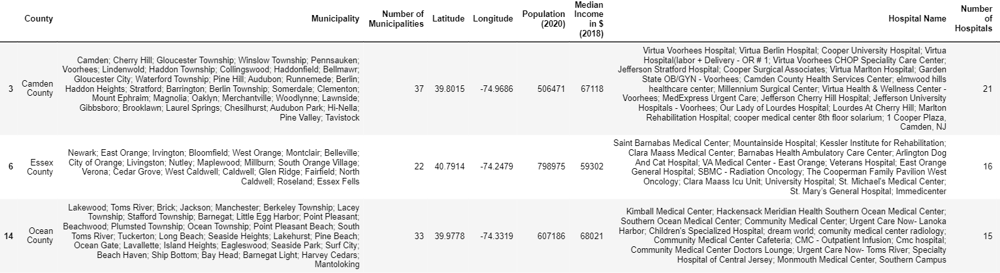 County Municipality Number of Municipalities Latitude Longitude Population (2020) Median Income in $ (2018) Hospital Name Number of Hospitals
3 Camden County
Camden; Cherry Hill; Gloucester Township; Winslow Township; Pennsauken;
Voorhees; Lindenwold; Haddon Township; Collingswood; Haddonfield; Bellmawr;
Gloucester City; Waterford Township; Pine Hill; Audubon; Runnemede; Berlin;
Haddon Heights; Stratford; Barrington; Berlin Township; Somerdale; Clementon;
Mount Ephraim; Magnolia; Oaklyn; Merchantville; Woodlynne; Lawnside;
Gibbsboro; Brooklawn; Laurel Springs; Chesilhurst; Audubon Park; Hi-Nella;
Pine Valley; Tavistock
37 39.8015 -74.9686 506471 67118
Virtua Voorhees Hospital; Virtua Berlin Hospital; Cooper University Hospital; Virtua
Hospital(labor + Delivery - OR # 1; Virtua Voorhees CHOP Speciality Care Center;
Jefferson Stratford Hospital; Cooper Surgical Associates; Virtua Marlton Hospital; Garden
State OB/GYN - Voorhees; Camden County Health Services Center; elmwood hills
healthcare center; Millennium Surgical Center; Virtua Health & Wellness Center -
Voorhees; MedExpress Urgent Care; Jefferson Cherry Hill Hospital; Jefferson University
Hospitals - Voorhees; Our Lady of Lourdes Hospital; Lourdes At Cherry Hill; Marlton
Rehabilitation Hospital; cooper medical center 8th floor solarium; 1 Cooper Plaza,
Camden, NJ
21
6 Essex County
Newark; East Orange; Irvington; Bloomfield; West Orange; Montclair; Belleville;
City of Orange; Livingston; Nutley; Maplewood; Millburn; South Orange Village;
Verona; Cedar Grove; West Caldwell; Caldwell; Glen Ridge; Fairfield; North
Caldwell; Roseland; Essex Fells
22 40.7914 -74.2479 798975 59302
Saint Barnabas Medical Center; Mountainside Hospital; Kessler Institute for Rehabilitation;
Clara Maass Medical Center; Barnabas Health Ambulatory Care Center; Arlington Dog
And Cat Hospital; VA Medical Center - East Orange; Veterans Hospital; East Orange
General Hospital; SBMC - Radiation Oncology; The Cooperman Family Pavilion West
Oncology; Clara Maass Icu Unit; University Hospital; St. Michael's Medical Center;
St. Mary's General Hospital; Immedicenter
16
14 Ocean County
Lakewood; Toms River; Brick; Jackson; Manchester; Berkeley Township; Lacey
Township; Stafford Township; Barnegat; Little Egg Harbor; Point Pleasant;
Beachwood; Plumsted Township; Ocean Township; Point Pleasant Beach; South
Toms River; Tuckerton; Long Beach; Seaside Heights; Lakehurst; Pine Beach;
Ocean Gate; Lavallette; Island Heights; Eagleswood; Seaside Park; Surf City;
Beach Haven; Ship Bottom; Bay Head; Barnegat Light; Harvey Cedars;
Mantoloking
33 39.9778 -74.3319 607186 68021
Kimball Medical Center; Hackensack Meridian Health Southern Ocean Medical Center;
Southern Ocean Medical Center; Community Medical Center; Urgent Care Now- Lanoka
Harbor; Children's Specialized Hospital; dream world; comunity medical center radiology;
Community Medical Center Cafeteria; CMC - Outpatient Infusion; Cmc hospital;
Community Medical Center Doctors Lounge; Urgent Care Now- Toms River; Specialty
Hospital of Central Jersey; Monmouth Medical Center, Southern Campus
15